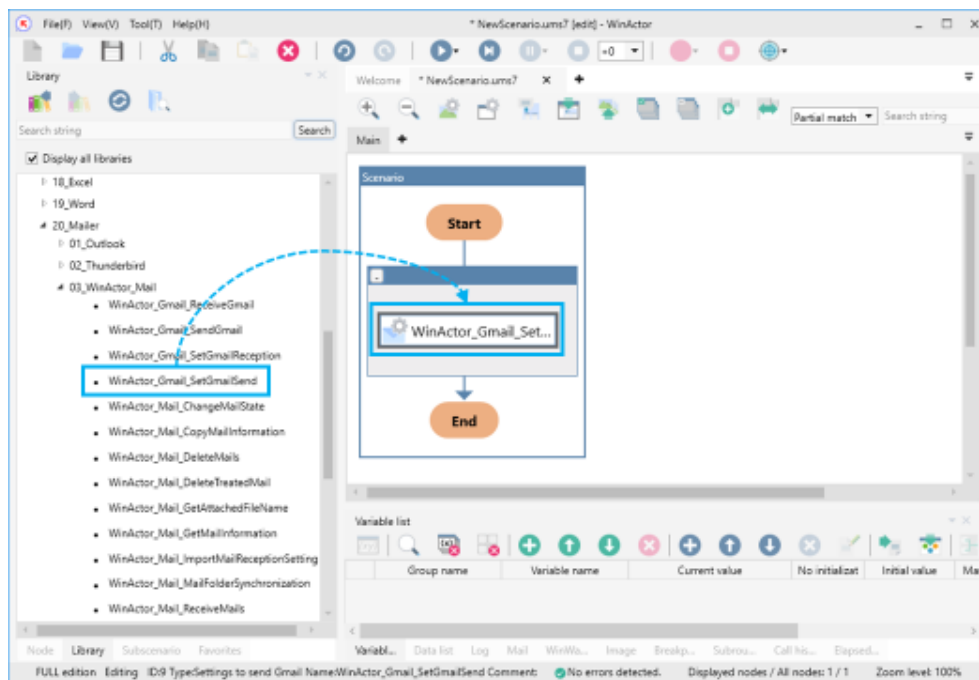 File(F) View(V) Tool(T) Help(H)
* NewScenario.ums7 [edit] - WinActor
Library
Welcome * NewScenario.ums7
Partial match Search string
Search string Search
Main
Display all libraries
Scenario
18_Excel
19_Word
20_Mailer
01_Outlook
02_Thunderbird
03_WinActor_Mail
WinActor_Gmail_ReceiveGmail
WinActor_Gmail_SendGmail
WinActor_Gmail_SetGmailReception
WinActor_Gmail_SetGmailSend
WinActor_Mail_ChangeMailState
WinActor_Mail_CopyMailInformation
WinActor_Mail_DeleteMails
WinActor_Mail_DeleteTreatedMail
WinActor_Mail_GetAttachedFileName
WinActor_Mail_GetMailInformation
WinActor_Mail_ImportMailReceptionSetting
WinActor_Mail_MailFolderSynchronization
WinActor_Mail_ReceiveMails
Start
WinActor_Gmail_Set...
End
Variable list
Group name Variable name Current value No initializat Initial value Ma
Node Library Subscenario Favorites
Variabl... Data list Log Mail WinWa... Image Breakp... Subrou... Call his... Elapsed...
FULL edition Editing ID:9 Type:Settings to send Gmail Name:WinActor_Gmail_SetGmailSend Comment: No errors detected. Displayed nodes / All nodes: 1 / 1 Zoom level: 100%